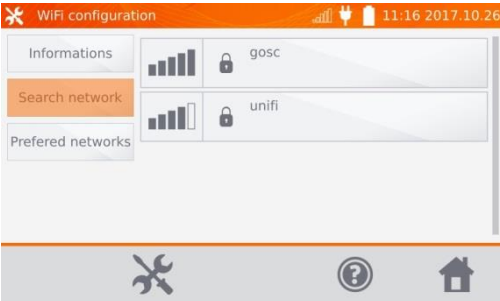 WiFi configuration
11:16 2017.10.26
Informations
Search network
Prefered networks
gosc
unifi
?